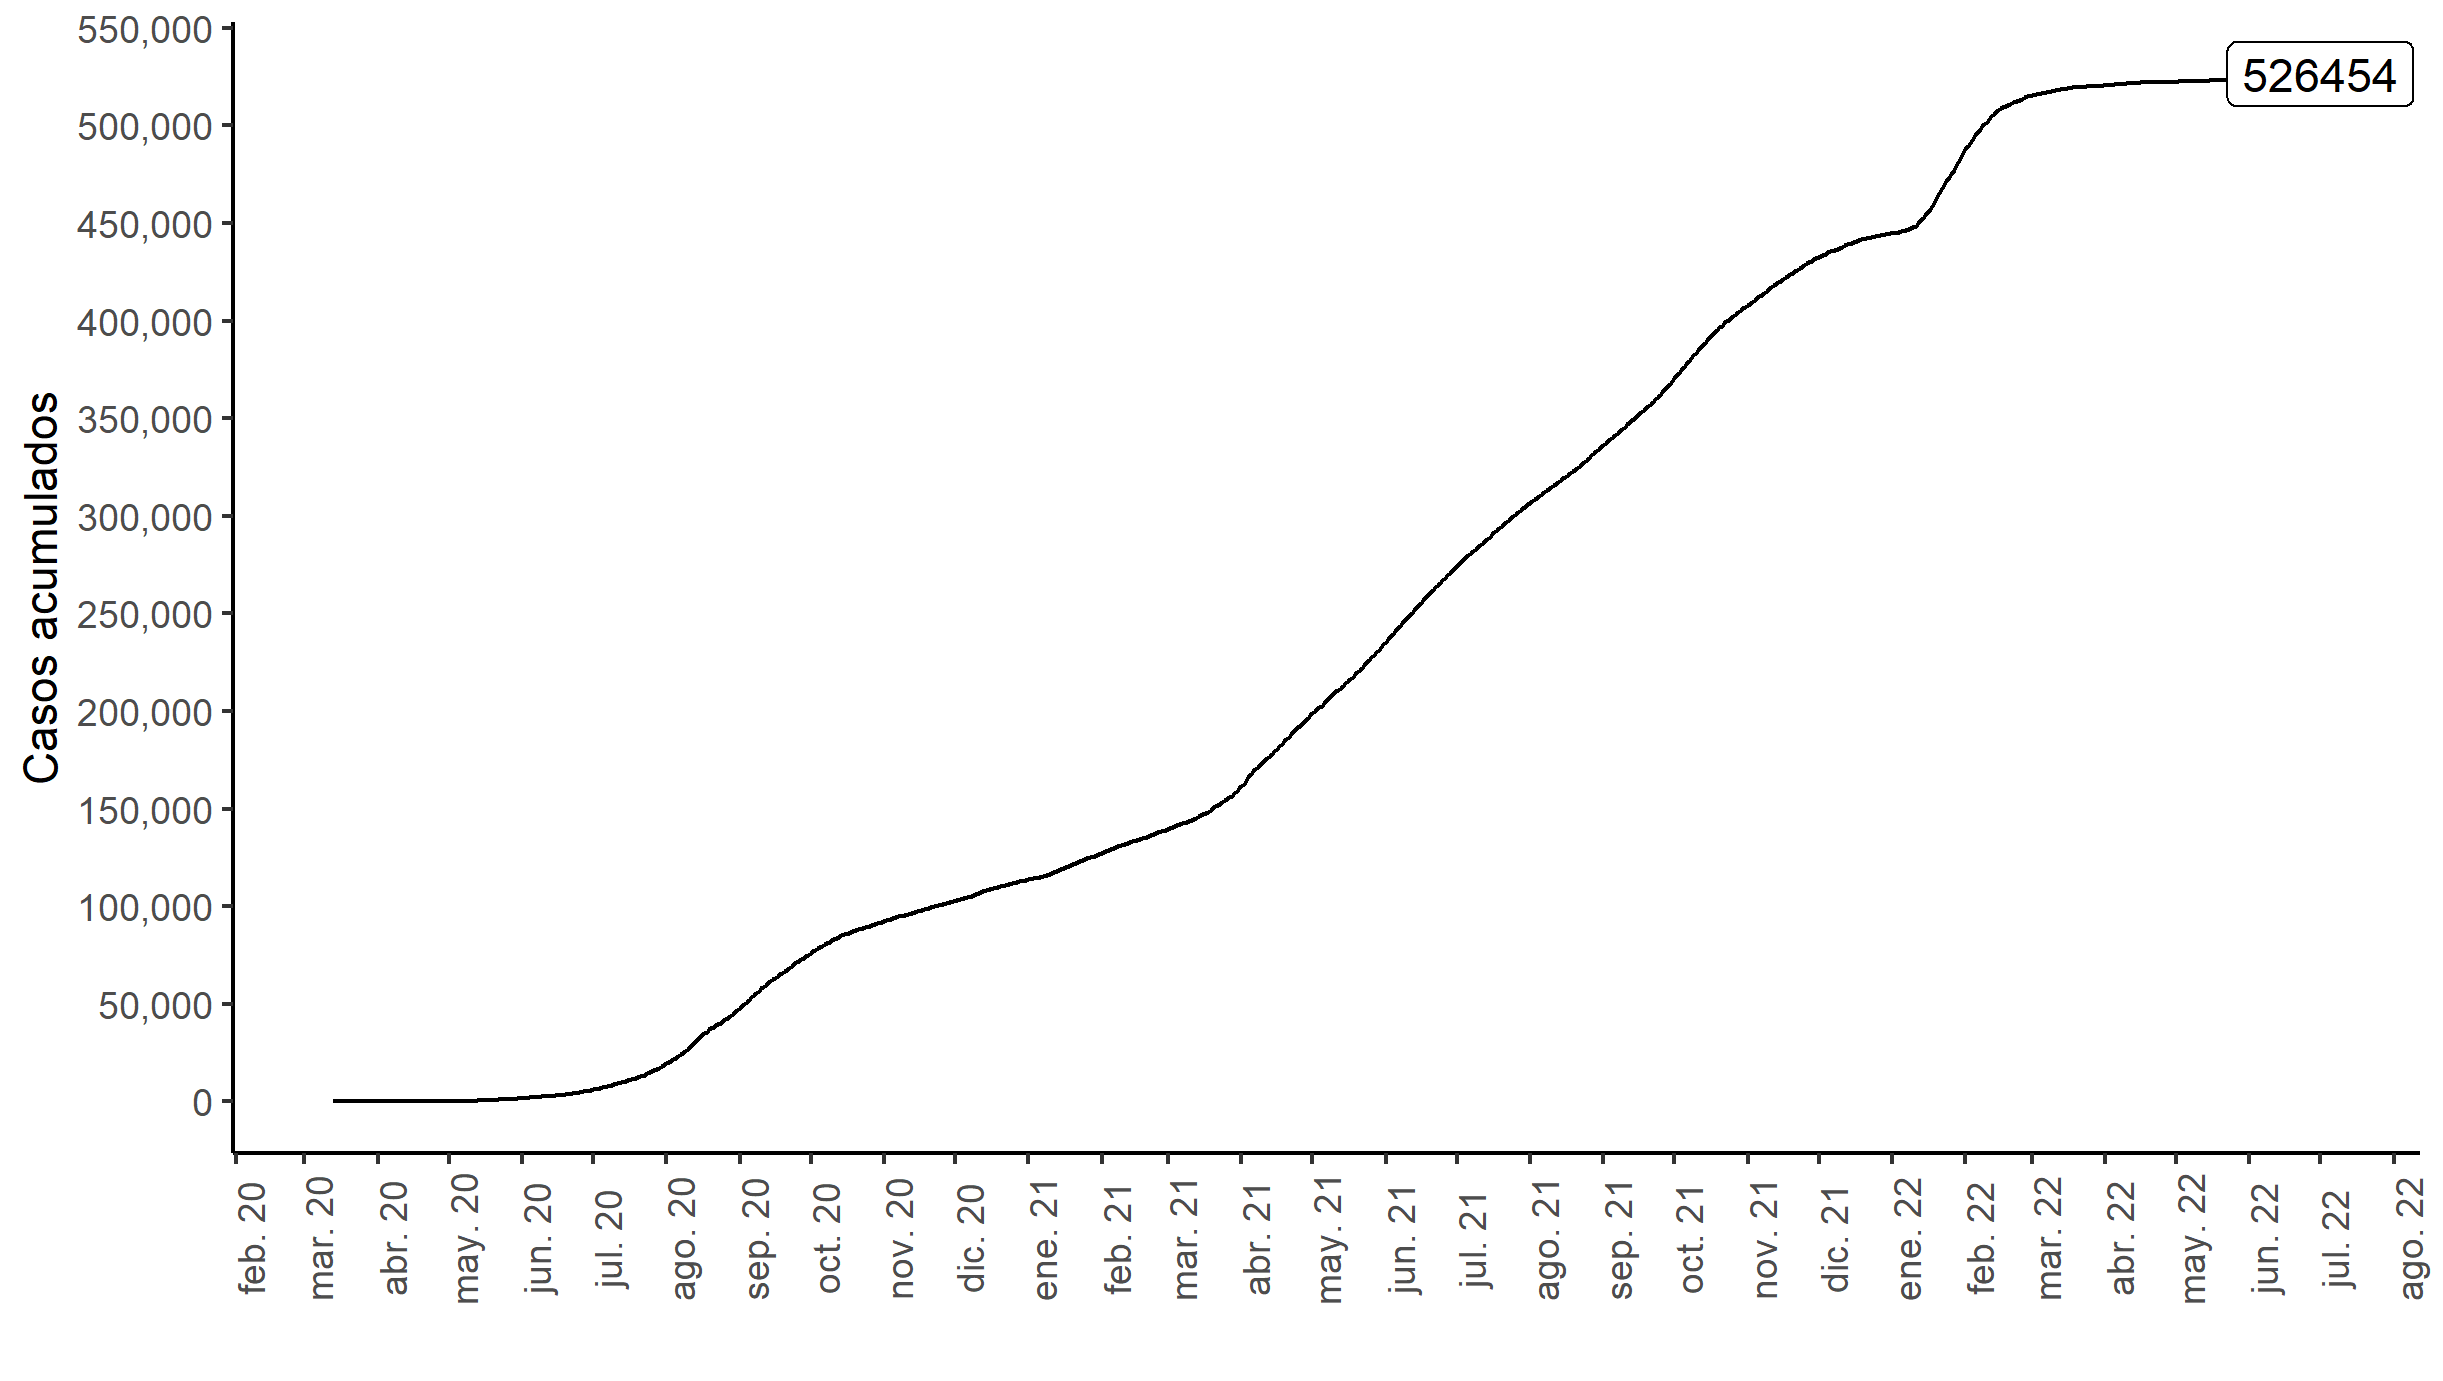 550,000
526454
500,000
450,000
400,000
350,000
300,000
250,000
200,000
150,000
100,000
50,000
0
Casos acumulados
feb. 20
mar. 20
abr. 20
may. 20
jun. 20
jul. 20
ago. 20
sep. 20
oct. 20
nov. 20
dic. 20
ene. 21
feb. 21
mar. 21
abr. 21
may. 21
jun. 21
jul. 21
ago. 21
sep. 21
oct. 21
nov. 21
dic. 21
ene. 22
feb. 22
mar. 22
abr. 22
may. 22
jun. 22
jul. 22
ago. 22